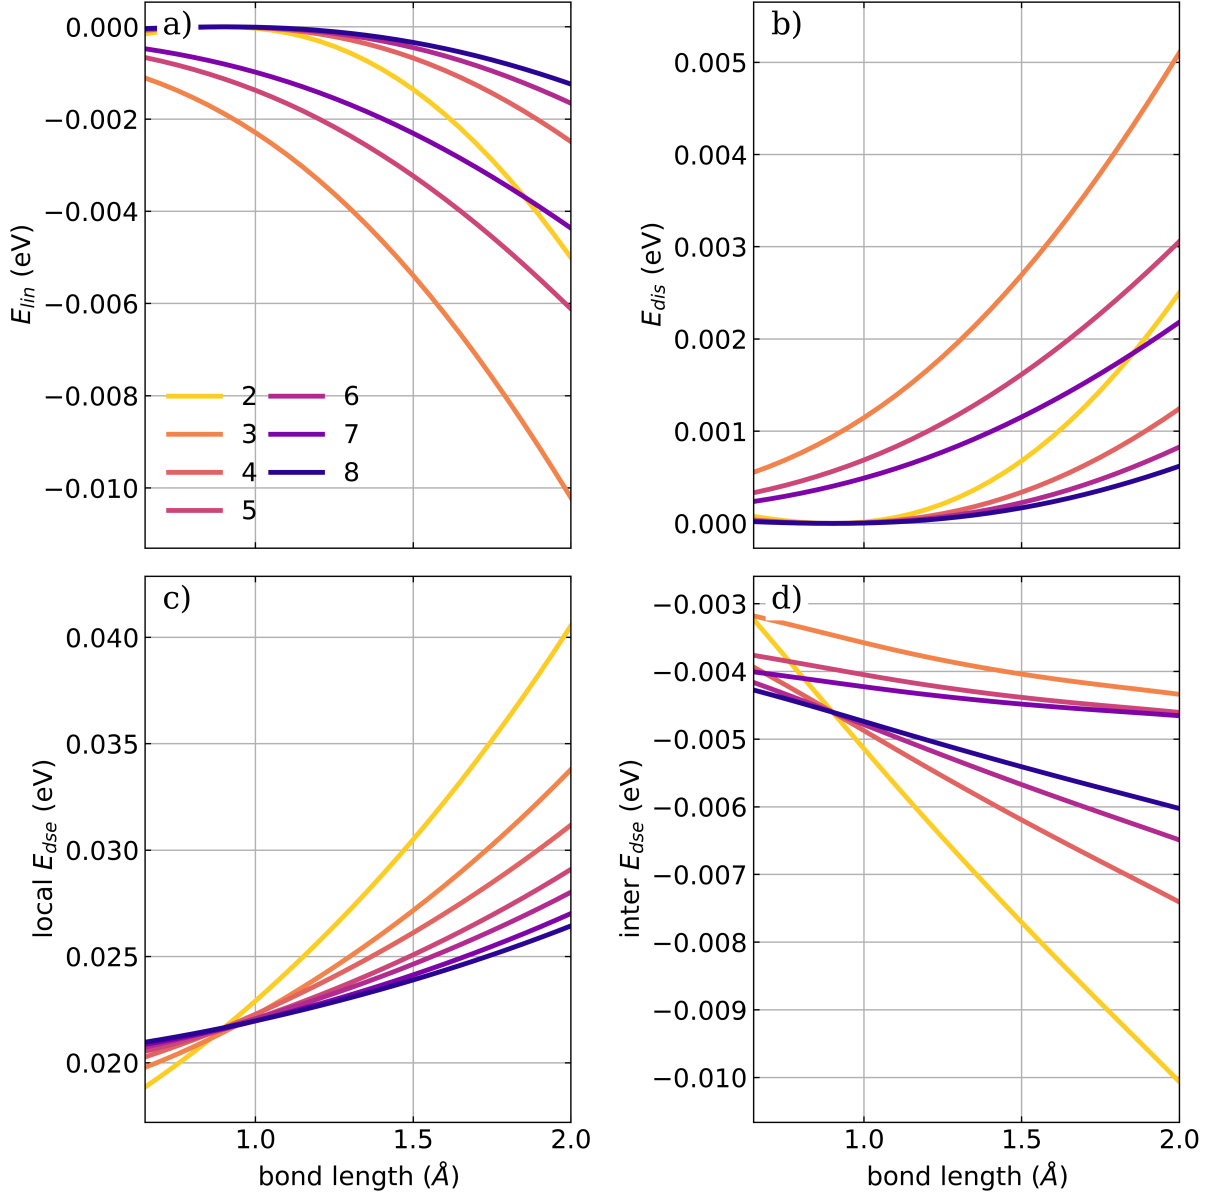 a)
0.000
−0.002
−0.004
−0.006
−0.008
−0.010
E_lin (eV)
2
3
4
5
6
7
8
b)
0.005
0.004
0.003
0.002
0.001
0.000
E_dis (eV)
c)
0.040
0.035
0.030
0.025
0.020
local E_dse (eV)
1.0 1.5 2.0
bond length (Å)
d)
−0.003
−0.004
−0.005
−0.006
−0.007
−0.008
−0.009
−0.010
inter E_dse (eV)
1.0 1.5 2.0
bond length (Å)